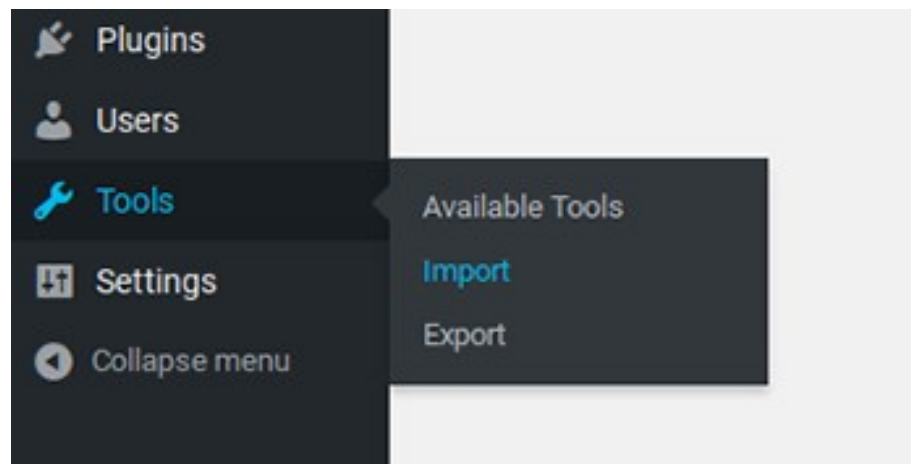 Plugins
Users
Tools
Settings
Collapse menu
Available Tools
Import
Export